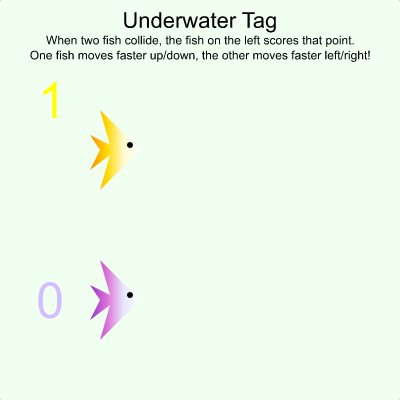 Underwater Tag
When two fish collide, the fish on the left scores that point.
One fish moves faster up/down, the other moves faster left/right!
1
0